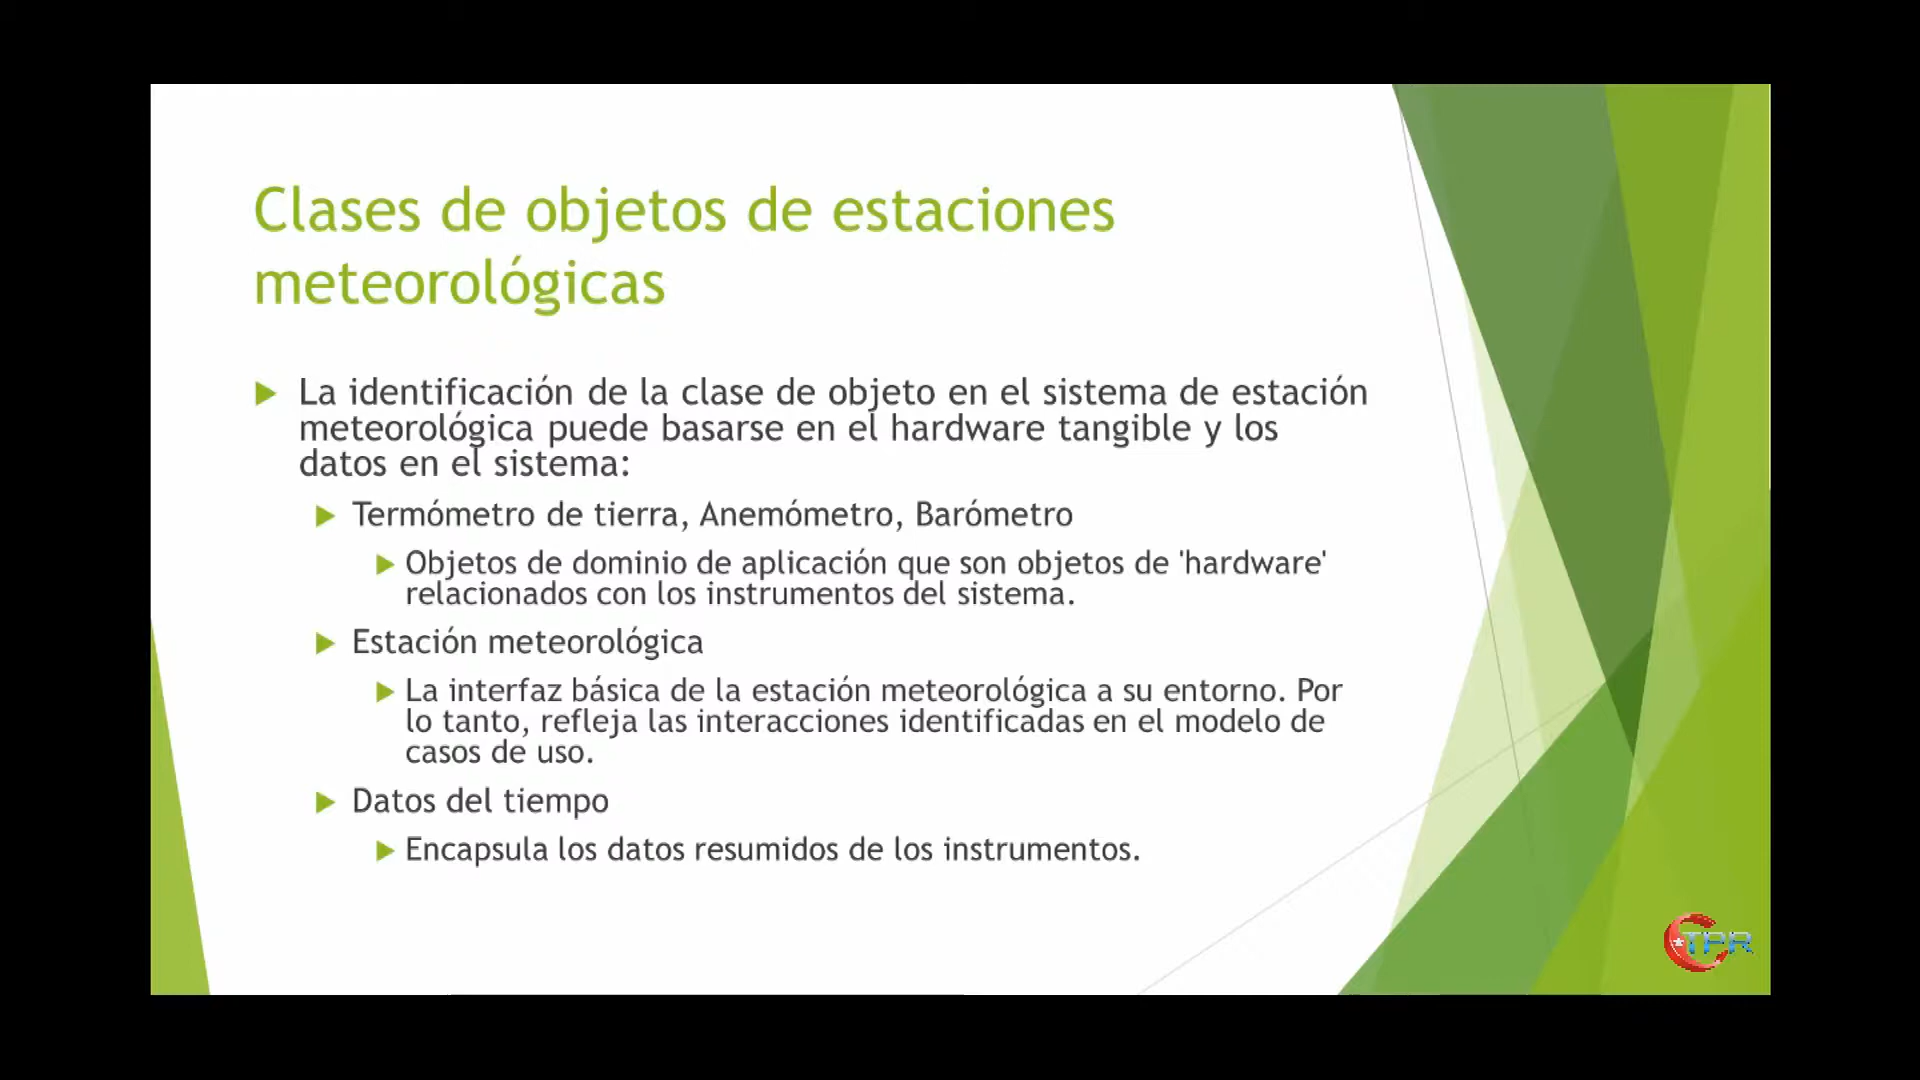 Clases de objetos de estaciones
meteorológicas
La identificación de la clase de objeto en el sistema de estación
meteorológica puede basarse en el hardware tangible y los
datos en el sistema:
Termómetro de tierra, Anemómetro, Barómetro
Objetos de dominio de aplicación que son objetos de 'hardware'
relacionados con los instrumentos del sistema.
Estación meteorológica
La interfaz básica de la estación meteorológica a su entorno. Por
lo tanto, refleja las interacciones identificadas en el modelo de
casos de uso.
Datos del tiempo
Encapsula los datos resumidos de los instrumentos.
TPR